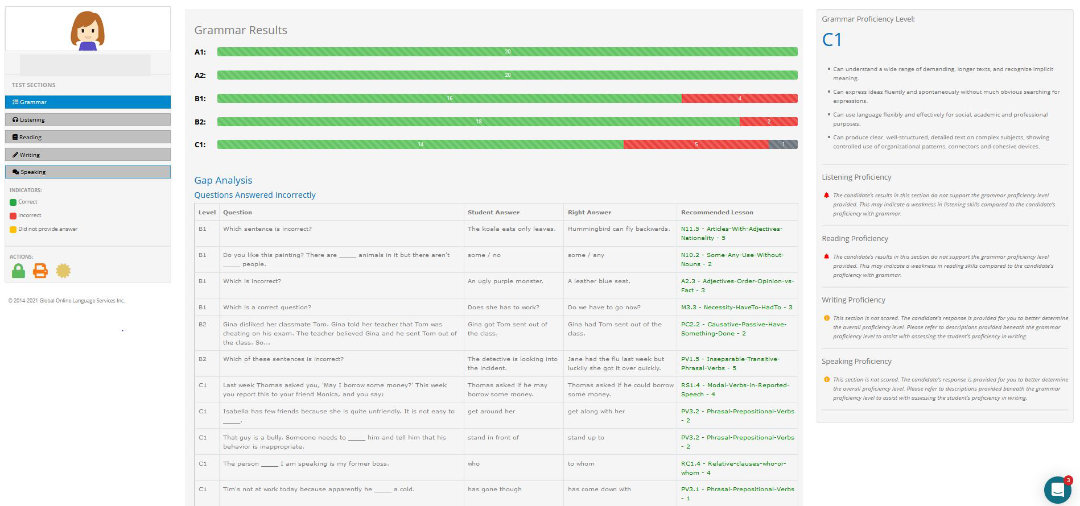 TEST SECTIONS
Grammar
Listening
Reading
Writing
Speaking
INDICATORS:
Correct
Incorrect
Did not provide answer
ACTIONS:
© 2014-2021 Global Online Language Services Inc.
Grammar Results
A1: 20
A2: 20
B1: 16 4
B2: 18 2
C1: 14 5 1
Gap Analysis
Questions Answered Incorrectly
Level Question Student Answer Right Answer Recommended Lesson
B1 Which sentence is incorrect? The koala eats only leaves. Hummingbird can fly backwards. N11.5 - Articles-With-Adjectives-
Nationality - 5
B1 Do you like this painting? There are _____ animals in it but there aren't some / no some / any N10.2 - Some-Any-Use-Without-
_____ people. Nouns - 2
B1 Which is incorrect? An ugly purple monster. A leather blue seat. A2.3 - Adjectives-Order-Opinion-vs-
Fact - 3
B1 Which is a correct question? Does she has to work? Do we have to go now? M3.3 - Necessity-HaveTo-HadTo - 3
B2 Gina disliked her classmate Tom. Gina told her teacher that Tom was Gina got Tom sent out of Gina had Tom sent out of the PC2.2 - Causative-Passive-Have-
cheating on his exam. The teacher believed Gina and he sent Tom out of the class. class. Something-Done - 2
the class. So...
B2 Which of these sentences is incorrect? The detective is looking into Jane had the flu last week but PV1.5 - Inseparable-Transitive-
the incident. luckily she got it over quickly. Phrasal-Verbs - 5
C1 Last week Thomas asked you, 'May I borrow some money?' This week Thomas asked if he may Thomas asked if he could borrow RS1.4 - Modal-Verbs-in-Reported-
you report this to your friend Monica, and you say: borrow some money. some money. Speech - 4
C1 Isabella has few friends because she is quite unfriendly. It is not easy to get around her get along with her PV3.2 - Phrasal-Prepositional-Verbs
_____. - 2
C1 That guy is a bully. Someone needs to _____ him and tell him that his stand in front of stand up to PV3.2 - Phrasal-Prepositional-Verbs
behavior is inappropriate. - 2
C1 The person _____ I am speaking is my former boss. who to whom RC1.4 - Relative-clauses-who-or-
whom - 4
C1 Tim's not at work today because apparently he _____ a cold. has gone though has come down with PV3.1 - Phrasal-Prepositional-Verbs
- 1
Grammar Proficiency Level:
C1
Can understand a wide range of demanding, longer texts, and recognize implicit
meaning.
Can express ideas fluently and spontaneously without much obvious searching for
expressions.
Can use language flexibly and effectively for social, academic and professional
purposes.
Can produce clear, well-structured, detailed text on complex subjects, showing
controlled use of organizational patterns, connectors and cohesive devices.
Listening Proficiency
The candidate's results in this section do not support the grammar proficiency level
provided. This may indicate a weakness in listening skills compared to the candidate's
proficiency with grammar.
Reading Proficiency
The candidate's results in this section do not support the grammar proficiency level
provided. This may indicate a weakness in reading skills compared to the candidate's
proficiency with grammar.
Writing Proficiency
This section is not scored. The candidate's response is provided for you to better determine
the overall proficiency level. Please refer to descriptions provided beneath the grammar
proficiency level to assist with assessing the student's proficiency in writing.
Speaking Proficiency
This section is not scored. The candidate's response is provided for you to better determine
the overall proficiency level. Please refer to descriptions provided beneath the grammar
proficiency level to assist with assessing the student's proficiency in writing.
3